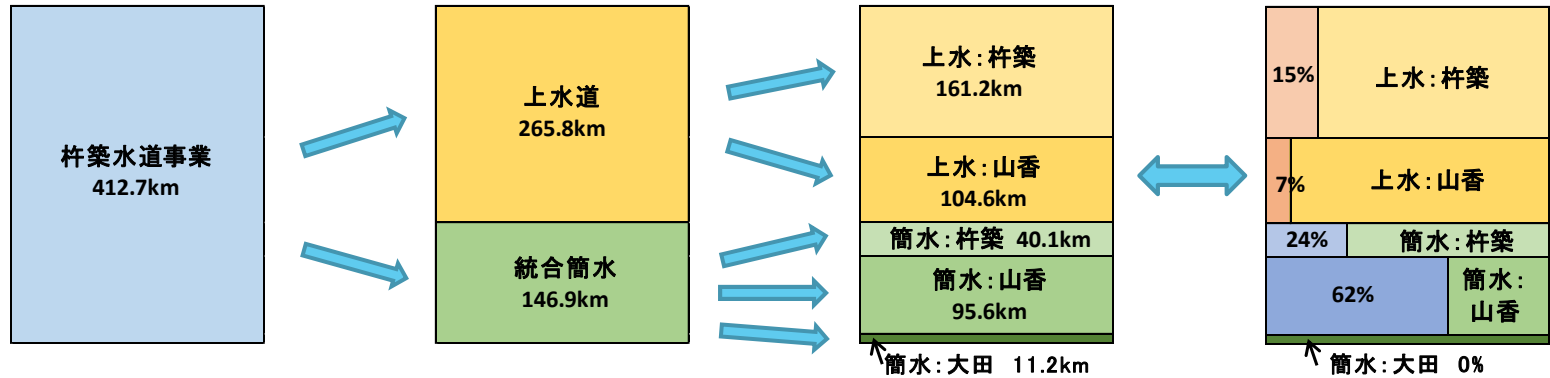 杵築水道事業
412.7km
上水道
265.8km
統合簡水
146.9km
上水:杵築
161.2km
上水:山香
104.6km
簡水:杵築 40.1km
簡水:山香
95.6km
簡水:大田 11.2km
15%
上水:杵築
7%
上水:山香
24%
簡水:杵築
62%
簡水:
山香
簡水:大田 0%